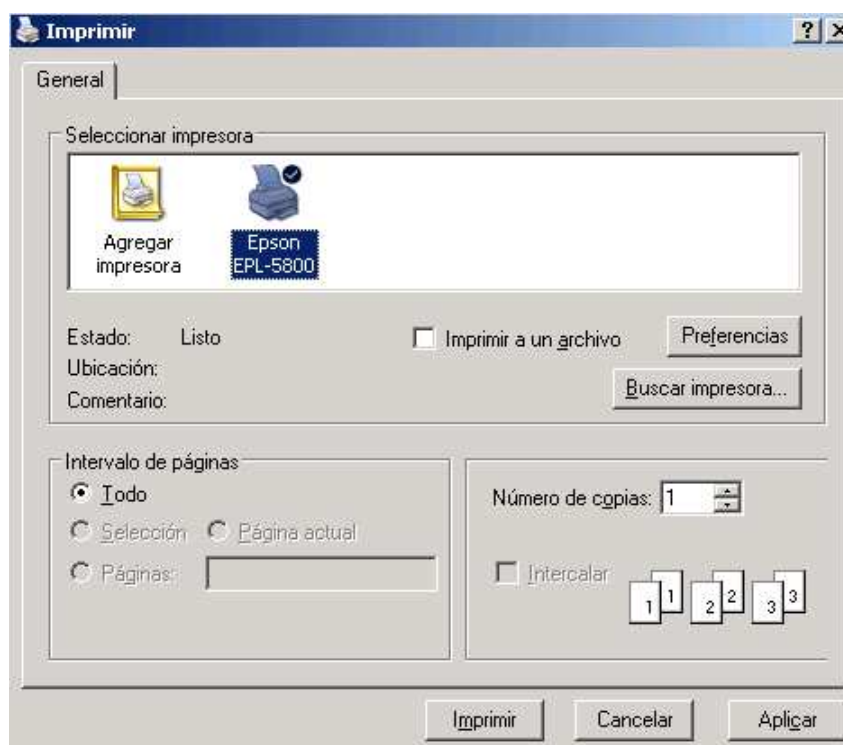 Imprimir
General
Seleccionar impresora
Agregar impresora
Epson EPL-5800
Estado: Listo
Imprimir a un archivo
Preferencias
Ubicación:
Buscar impresora...
Comentario:
Intervalo de páginas
Todo
Selección Página actual
Páginas:
Número de copias: 1
Intercalar
1 1 2 2 3 3
Imprimir Cancelar Aplicar